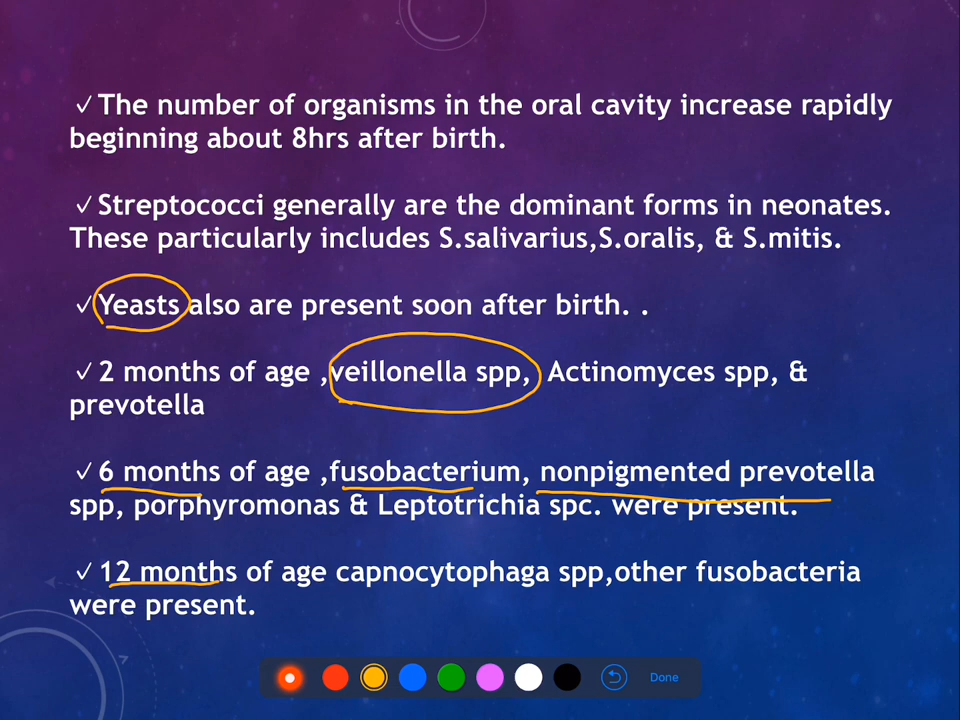 ✓The number of organisms in the oral cavity increase rapidly
beginning about 8hrs after birth.
✓Streptococci generally are the dominant forms in neonates.
These particularly includes S.salivarius,S.oralis, & S.mitis.
✓Yeasts also are present soon after birth. .
✓2 months of age ,veillonella spp, Actinomyces spp, &
prevotella
✓6 months of age ,fusobacterium, nonpigmented prevotella
spp, porphyromonas & Leptotrichia spc. were present.
✓12 months of age capnocytophaga spp,other fusobacteria
were present.
Done